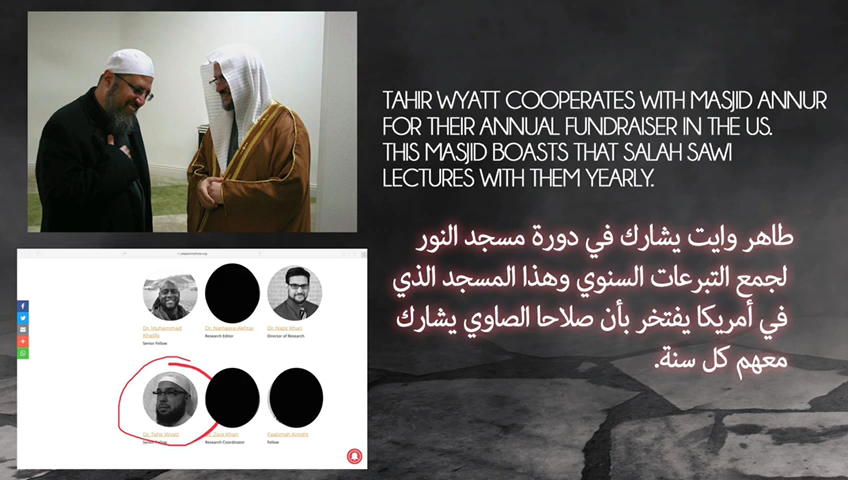 TAHIR WYATT COOPERATES WITH MASJID ANNUR
FOR THEIR ANNUAL FUNDRAISER IN THE US.
THIS MASJID BOASTS THAT SALAH SAWI
LECTURES WITH THEM YEARLY.
طاهر وايت يشارك في دورة مسجد النور
لجمع التبرعات السنوي وهذا المسجد الذي
في أمريكا يفتخر بأن صلاحا الصاوي يشارك
معهم كل سنة.
Dr. Muhammad
Khalifa
Senior Fellow
Research Editor
Dr. Nazir Khan
Director of Research
Dr. Tahir Wyatt
Senior Fellow
Research Coordinator
Fellow